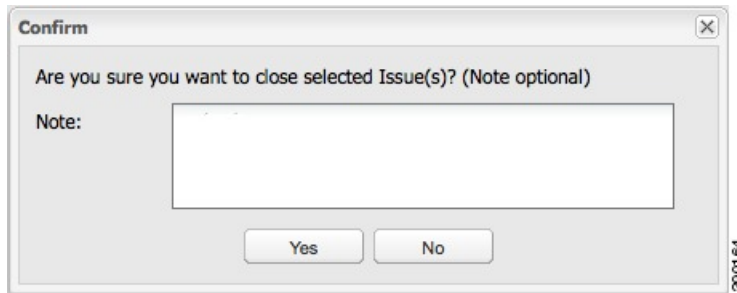 Confirm
Are you sure you want to close selected Issue(s)? (Note optional)
Note:
Yes
No